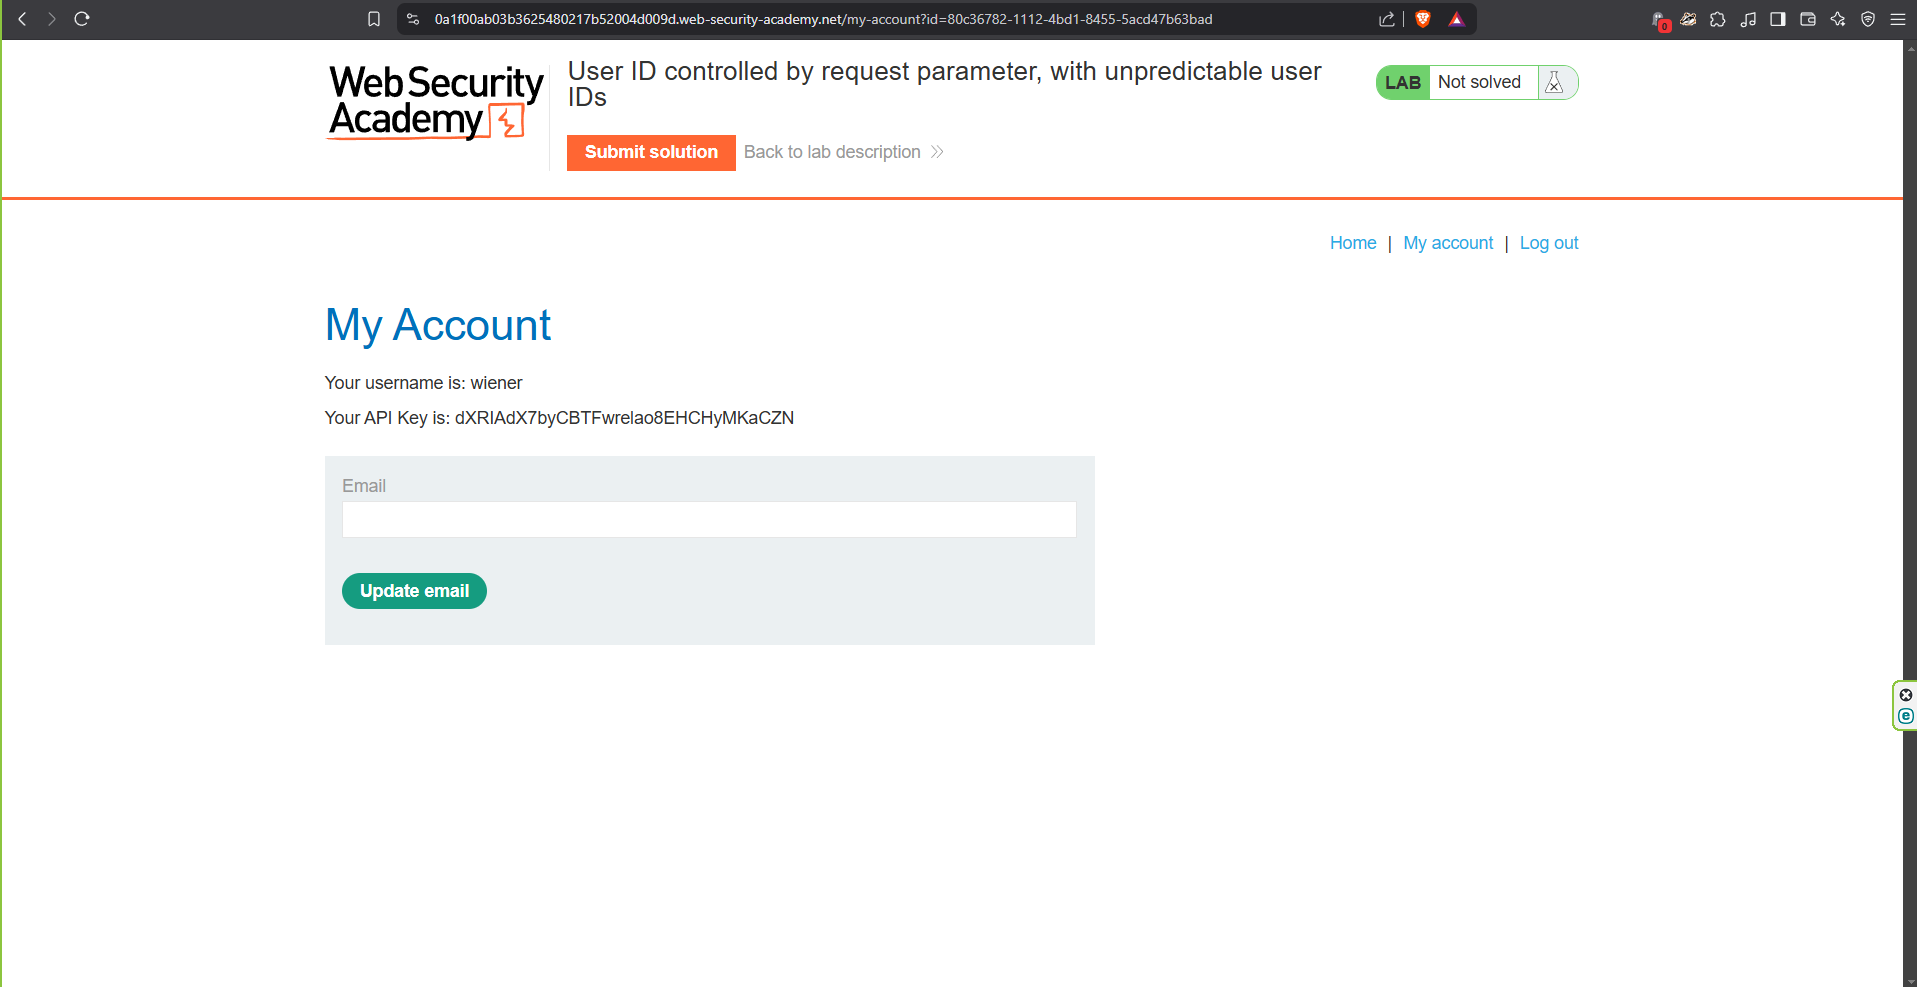 0a1f00ab03b3625480217b52004d009d.web-security-academy.net/my-account?id=80c36782-1112-4bd1-8455-5acd47b63bad
0
Web Security
Academy
User ID controlled by request parameter, with unpredictable user
IDs
LAB Not solved
Submit solution Back to lab description
Home | My account | Log out
My Account
Your username is: wiener
Your API Key is: dXRIAdX7byCBTFwrelao8EHCHyMKaCZN
Email
Update email